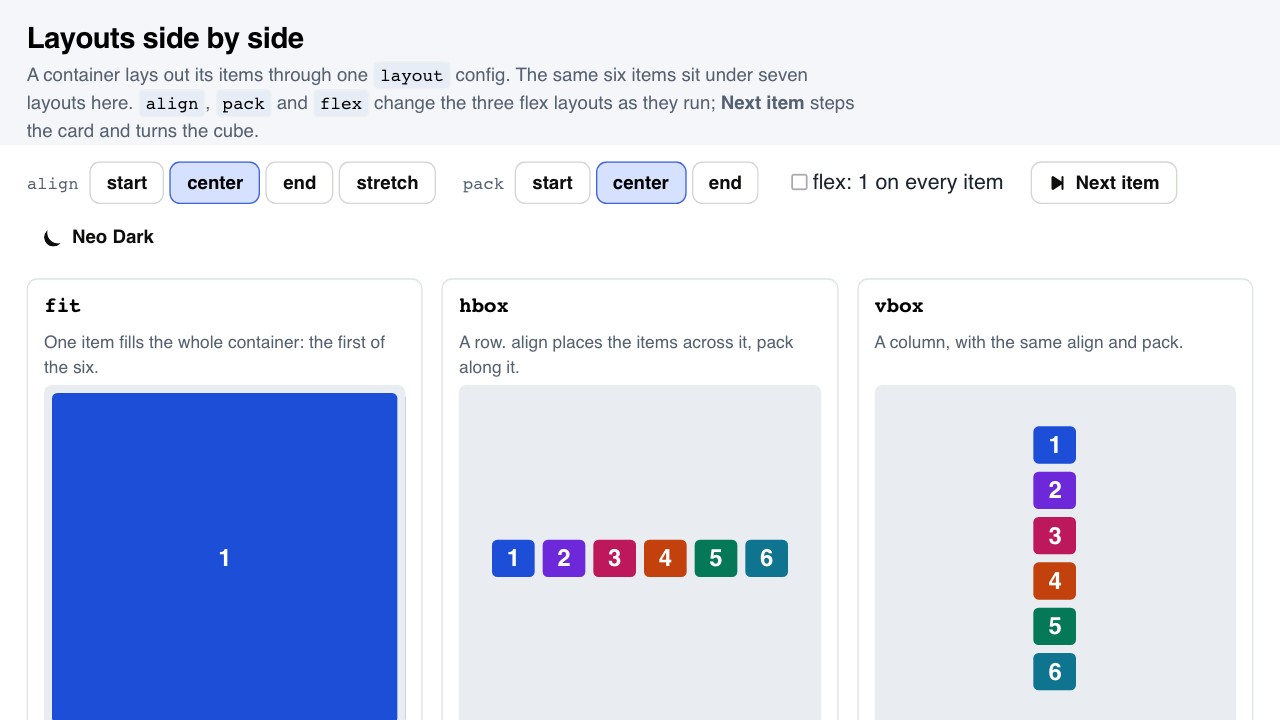 Layouts side by side
A container lays out its items through one layout config. The same six items sit under seven
layouts here. align, pack and flex change the three flex layouts as they run; Next item steps
the card and turns the cube.
align start center end stretch pack start center end flex: 1 on every item Next item
Neo Dark
fit
One item fills the whole container: the first of
the six.
1
hbox
A row. align places the items across it, pack
along it.
1 2 3 4 5 6
vbox
A column, with the same align and pack.
1
2
3
4
5
6